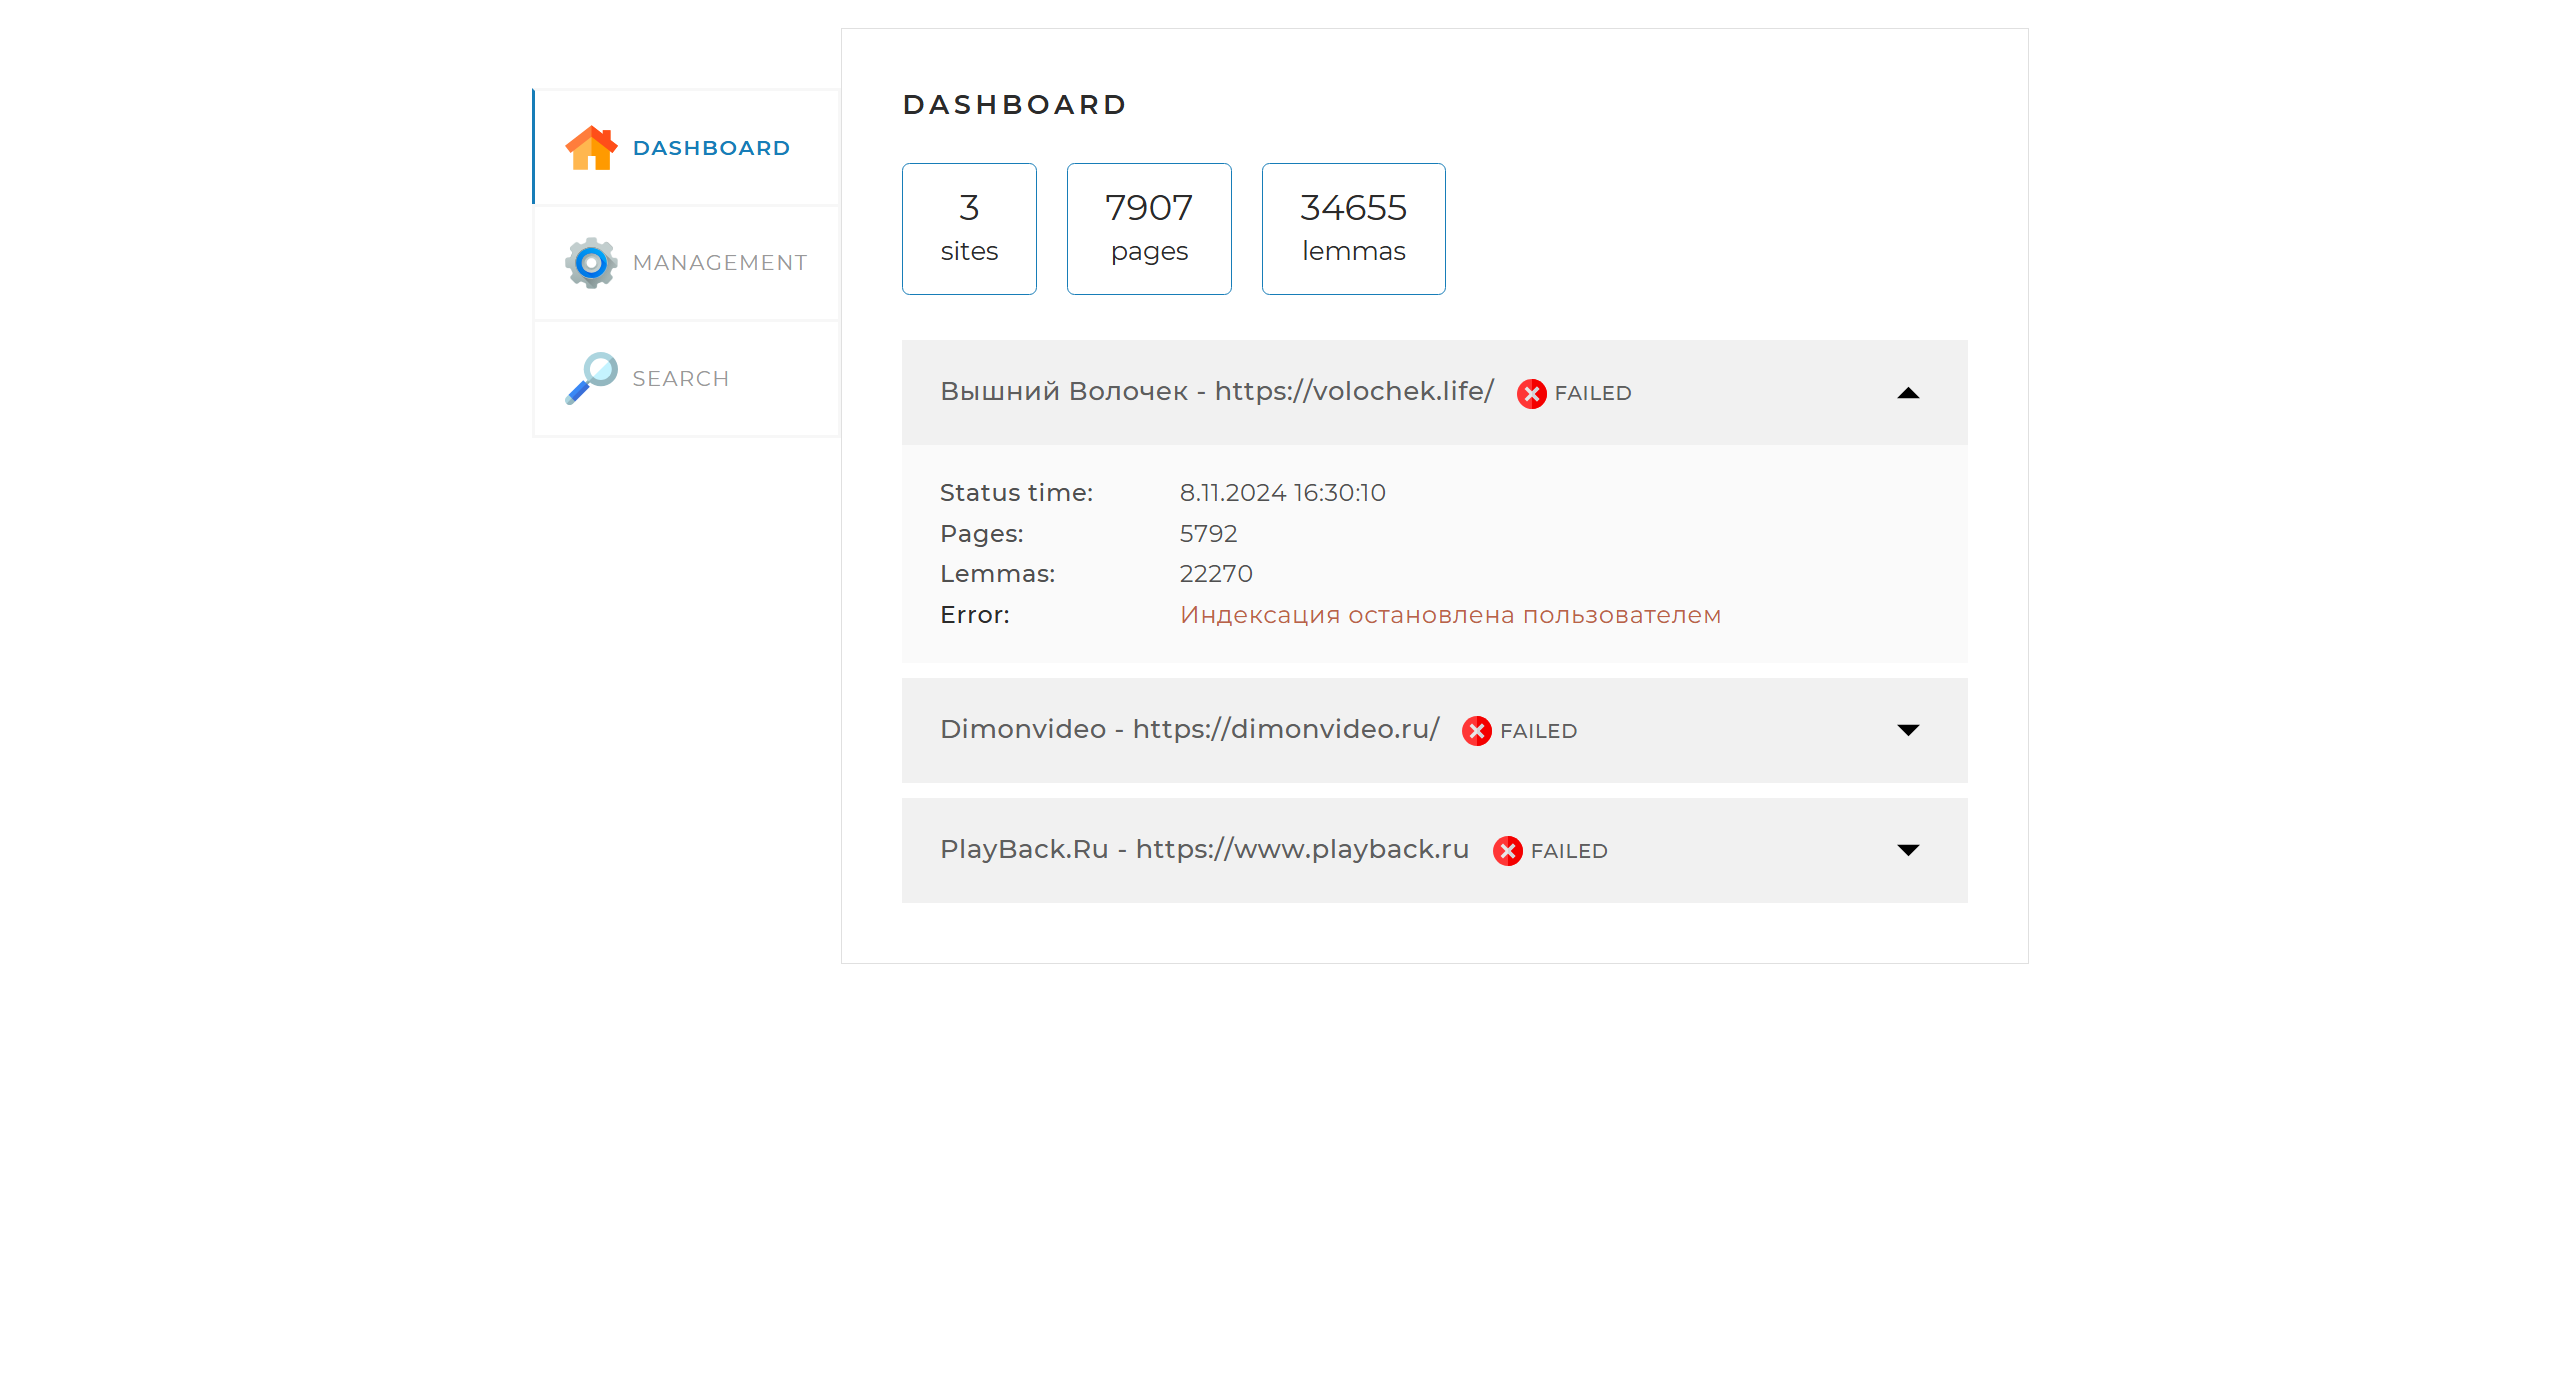 DASHBOARD
MANAGEMENT
SEARCH
DASHBOARD
3
sites
7907
pages
34655
lemmas
Вышний Волочек - https://volochek.life/ FAILED
Status time: 8.11.2024 16:30:10
Pages: 5792
Lemmas: 22270
Error: Индексация остановлена пользователем
Dimonvideo - https://dimonvideo.ru/ FAILED
PlayBack.Ru - https://www.playback.ru FAILED